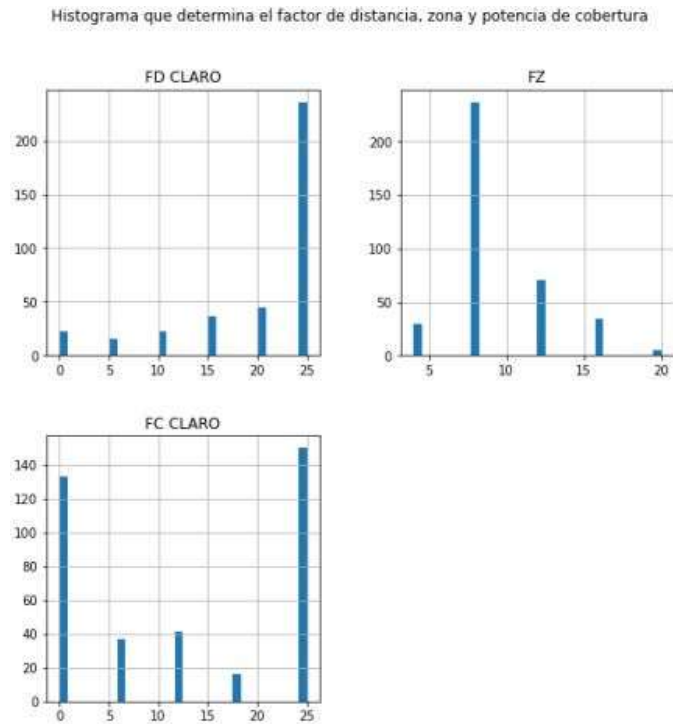 Histograma que determina el factor de distancia, zona y potencia de cobertura
FD CLARO
200
150
100
50
0
0 5 10 15 20 25
FZ
200
150
100
50
0
5 10 15 20
FC CLARO
140
120
100
80
60
40
20
0
0 5 10 15 20 25